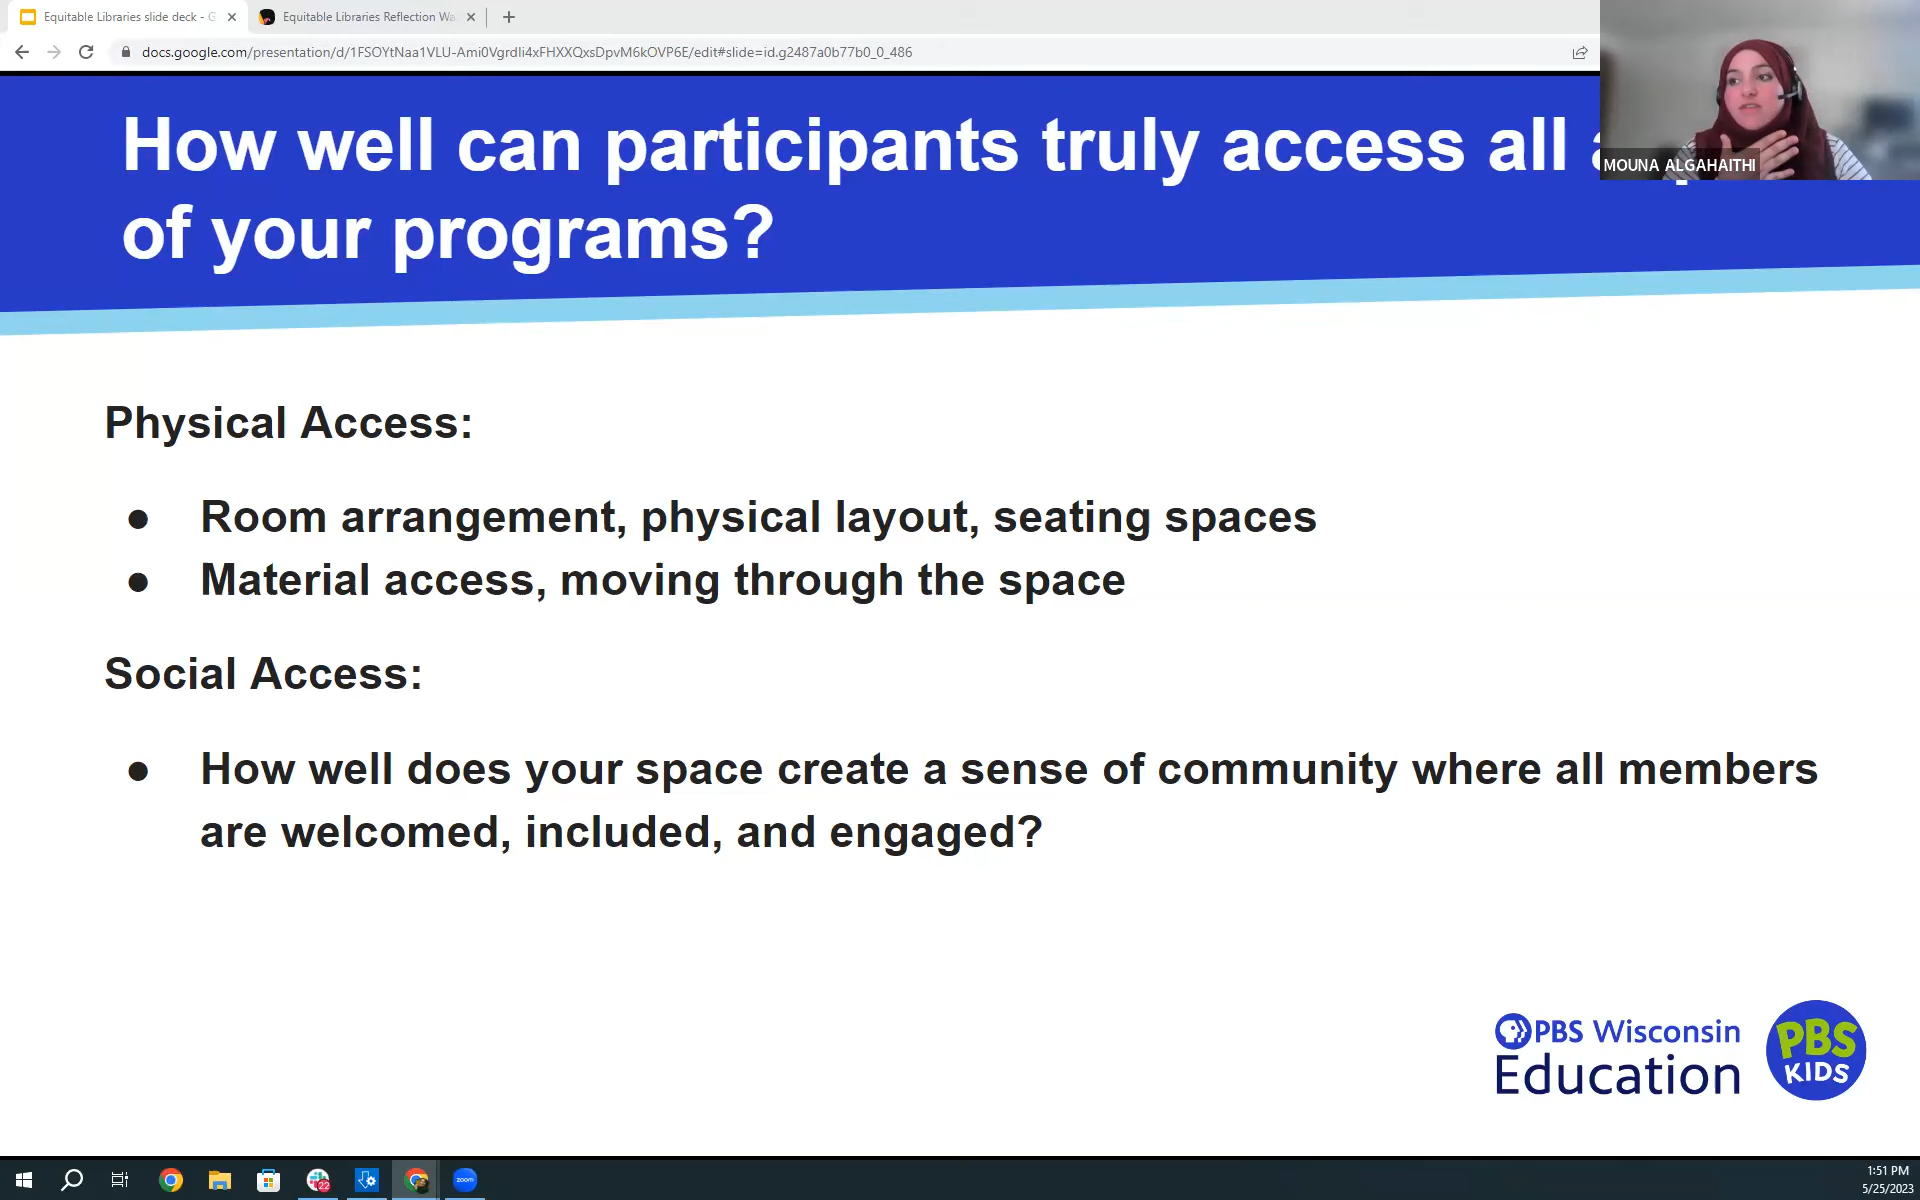 Equitable Libraries slide deck - G
Equitable Libraries Reflection Wa
docs.google.com/presentation/d/1FSOYtNaa1VLU-Ami0Vgrdli4xFHXXQxsDpvM6kOVP6E/edit#slide=id.g2487a0b77b0_0_486
MOUNA ALGAHAITHI
How well can participants truly access all
of your programs?
Physical Access:
● Room arrangement, physical layout, seating spaces
● Material access, moving through the space
Social Access:
● How well does your space create a sense of community where all members
are welcomed, included, and engaged?
PBS Wisconsin
Education
PBS
KIDS
22
zoom
1:51 PM
5/25/2023